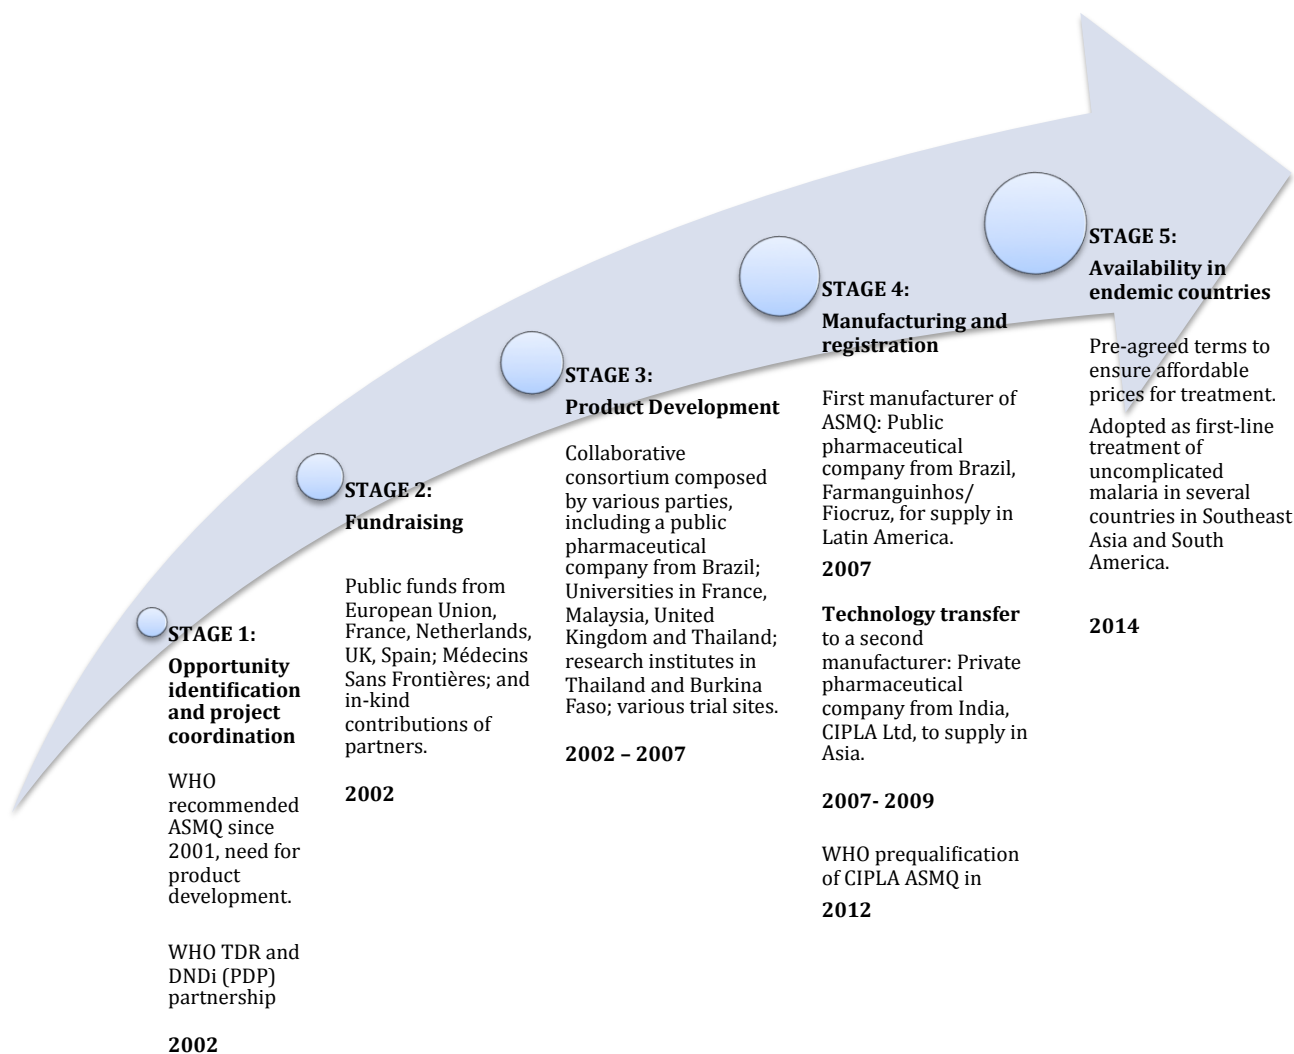 STAGE 1:
Opportunity
identification
and project
coordination
WHO
recommended
ASMQ since
2001, need for
product
development.
WHO TDR and
DNDi (PDP)
partnership
2002
STAGE 2:
Fundraising
Public funds from
European Union,
France, Netherlands,
UK, Spain; Médecins
Sans Frontières; and
in-kind
contributions of
partners.
2002
STAGE 3:
Product Development
Collaborative
consortium composed
by various parties,
including a public
pharmaceutical
company from Brazil;
Universities in France,
Malaysia, United
Kingdom and Thailand;
research institutes in
Thailand and Burkina
Faso; various trial sites.
2002 – 2007
STAGE 4:
Manufacturing and
registration
First manufacturer of
ASMQ: Public
pharmaceutical
company from Brazil,
Farmanguinhos/
Fiocruz, for supply in
Latin America.
2007
Technology transfer
to a second
manufacturer: Private
pharmaceutical
company from India,
CIPLA Ltd, to supply in
Asia.
2007- 2009
WHO prequalification
of CIPLA ASMQ in
2012
STAGE 5:
Availability in
endemic countries
Pre-agreed terms to
ensure affordable
prices for treatment.
Adopted as first-line
treatment of
uncomplicated
malaria in several
countries in Southeast
Asia and South
America.
2014